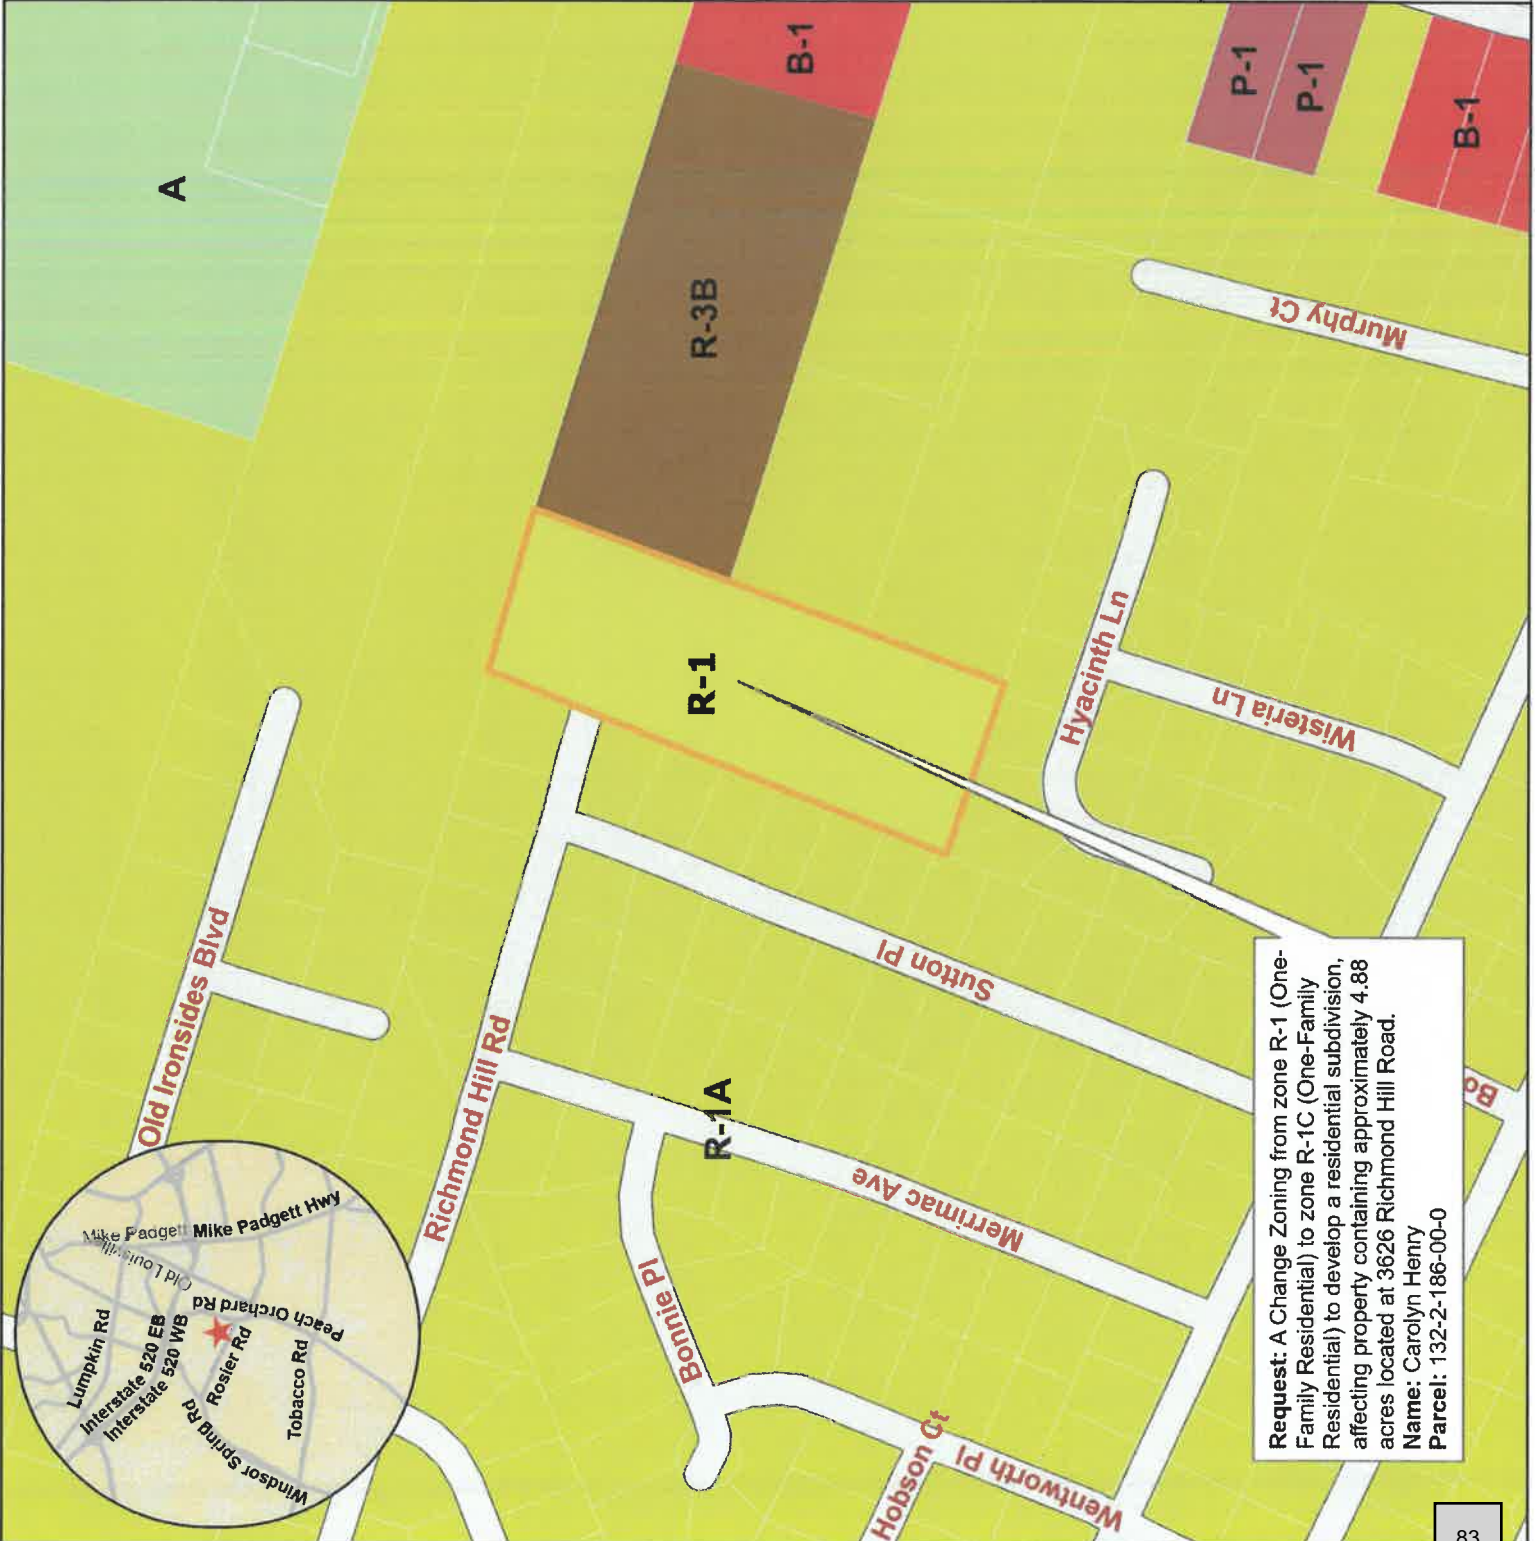 A
B-1
P-1
P-1
B-1
R-3B
R-1
R-1A
Murphy Ct
Hyacinth Ln
Wisteria Ln
Old Ironsides Blvd
Richmond Hill Rd
Sutton Pl
Merrimac Ave
Bonnie Pl
Hobson Ct
Wentworth Pl
Bo
Mike Padgett
Mike Padgett Hwy
Old Louisville
Peach Orchard Rd
Lumpkin Rd
Interstate 520 EB
Interstate 520 WB
Rosier Rd
Tobacco Rd
Windsor Spring Rd
Request: A Change Zoning from zone R-1 (One-
Family Residential) to zone R-1C (One-Family
Residential) to develop a residential subdivision,
affecting property containing approximately 4.88
acres located at 3626 Richmond Hill Road.
Name: Carolyn Henry
Parcel: 132-2-186-00-0
83